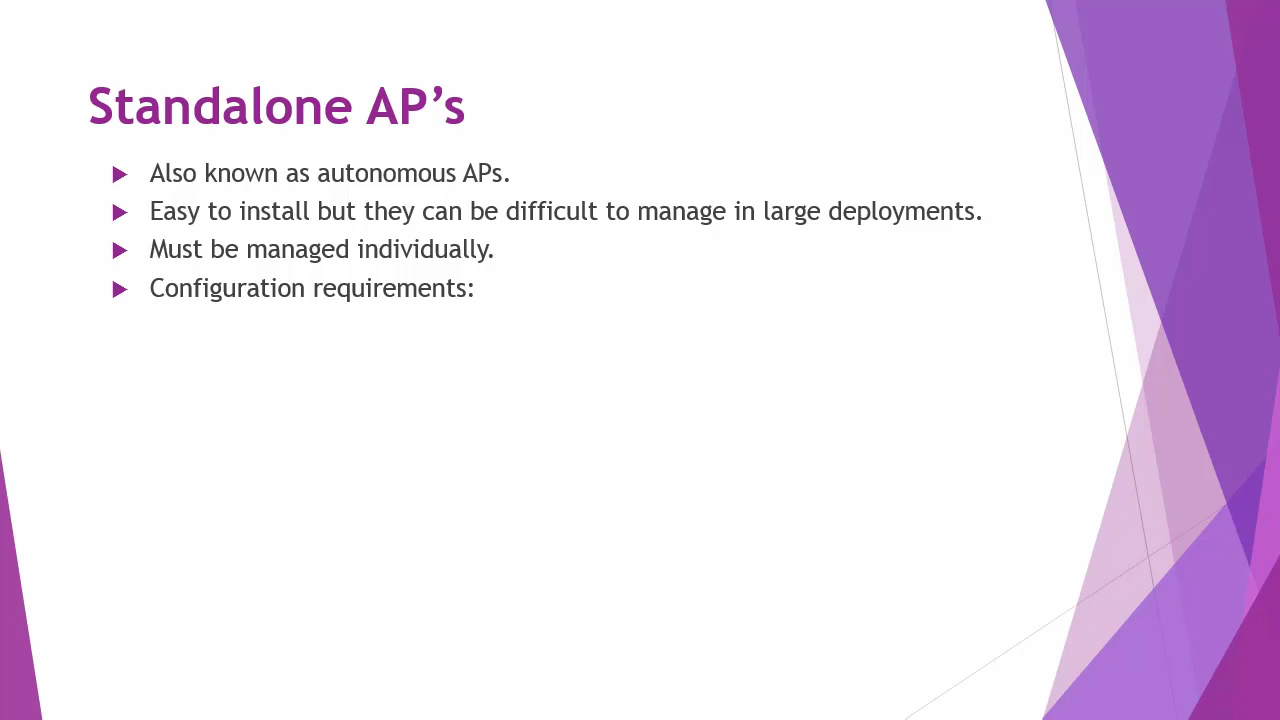 Standalone AP’s
Also known as autonomous APs.
Easy to install but they can be difficult to manage in large deployments.
Must be managed individually.
Configuration requirements: